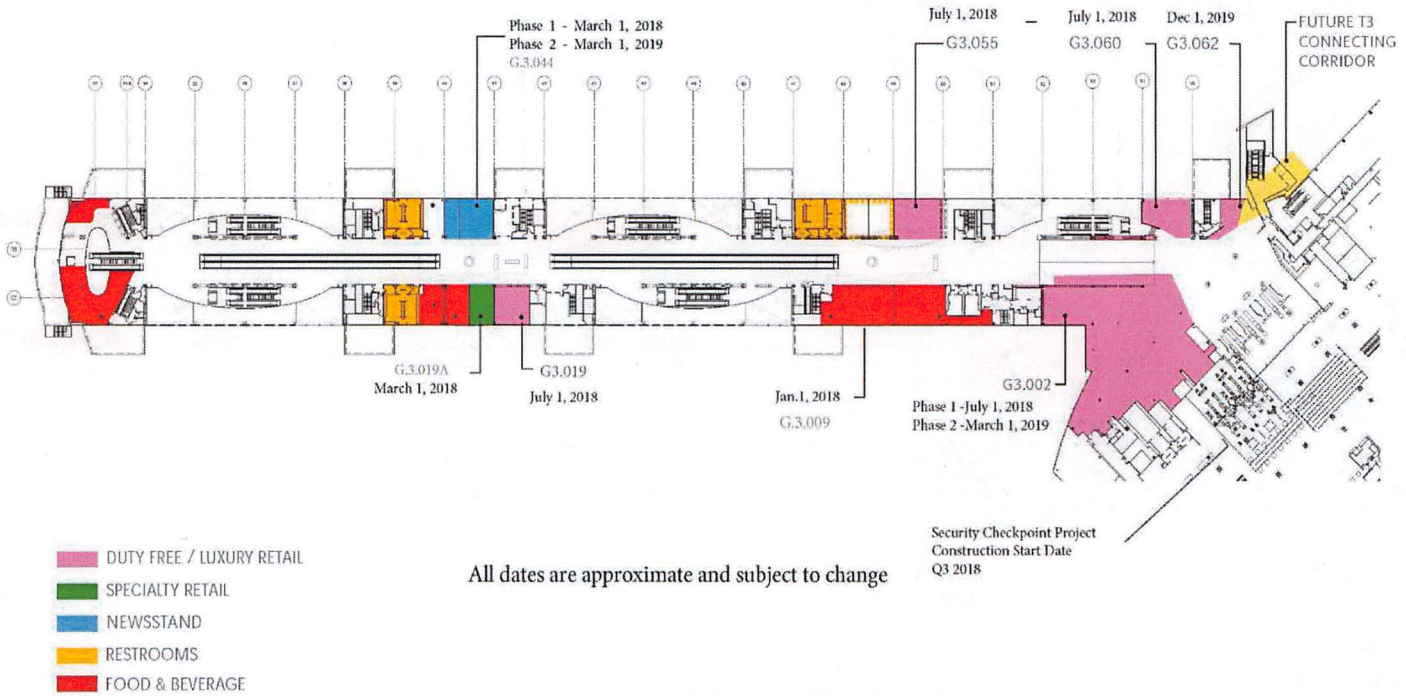 Phase 1 - March 1, 2018
Phase 2 - March 1, 2019
G.3.044
July 1, 2018
G3.055
–
July 1, 2018
G3.060
Dec 1, 2019
G3.062
FUTURE T3
CONNECTING
CORRIDOR
G.3.019A
March 1, 2018
G3.019
July 1, 2018
Jan.1, 2018
G.3.009
G3.002
Phase 1 -July 1, 2018
Phase 2 -March 1, 2019
Security Checkpoint Project
Construction Start Date
Q3 2018
All dates are approximate and subject to change
DUTY FREE / LUXURY RETAIL
SPECIALTY RETAIL
NEWSSTAND
RESTROOMS
FOOD & BEVERAGE